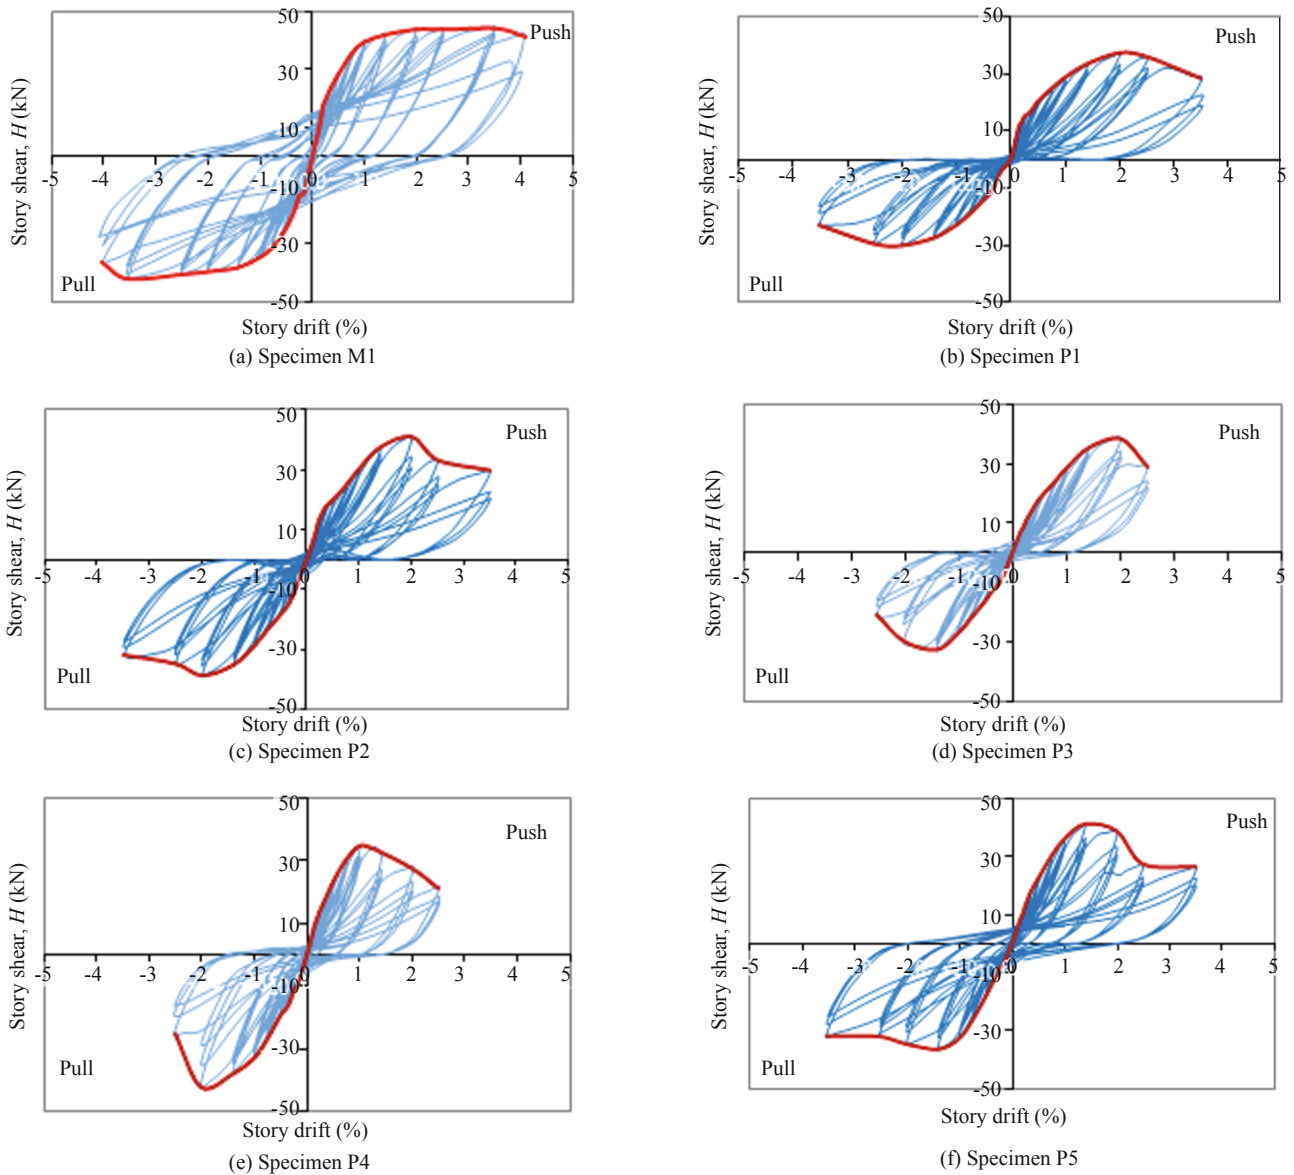 50
Push
30
10
-5 -4 -3 -2 -1 0 1 2 3 4 5
-10
-30
Pull
-50
Story shear, H (kN)
Story drift (%)
(a) Specimen M1
50
Push
30
10
-5 -4 -3 -2 -1 0 1 2 3 4 5
-10
-30
Pull
-50
Story shear, H (kN)
Story drift (%)
(b) Specimen P1
50
Push
30
10
-5 -4 -3 -2 -1 0 1 2 3 4 5
-10
-30
Pull
-50
Story shear, H (kN)
Story drift (%)
(c) Specimen P2
50
Push
30
10
-5 -4 -3 -2 -1 0 1 2 3 4 5
-10
-30
Pull
-50
Story shear, H (kN)
Story drift (%)
(d) Specimen P3
50
Push
30
10
-5 -4 -3 -2 -1 0 1 2 3 4 5
-10
-30
Pull
-50
Story shear, H (kN)
Story drift (%)
(e) Specimen P4
50
Push
30
10
-5 -4 -3 -2 -1 0 1 2 3 4 5
-10
-30
Pull
-50
Story shear, H (kN)
Story drift (%)
(f) Specimen P5